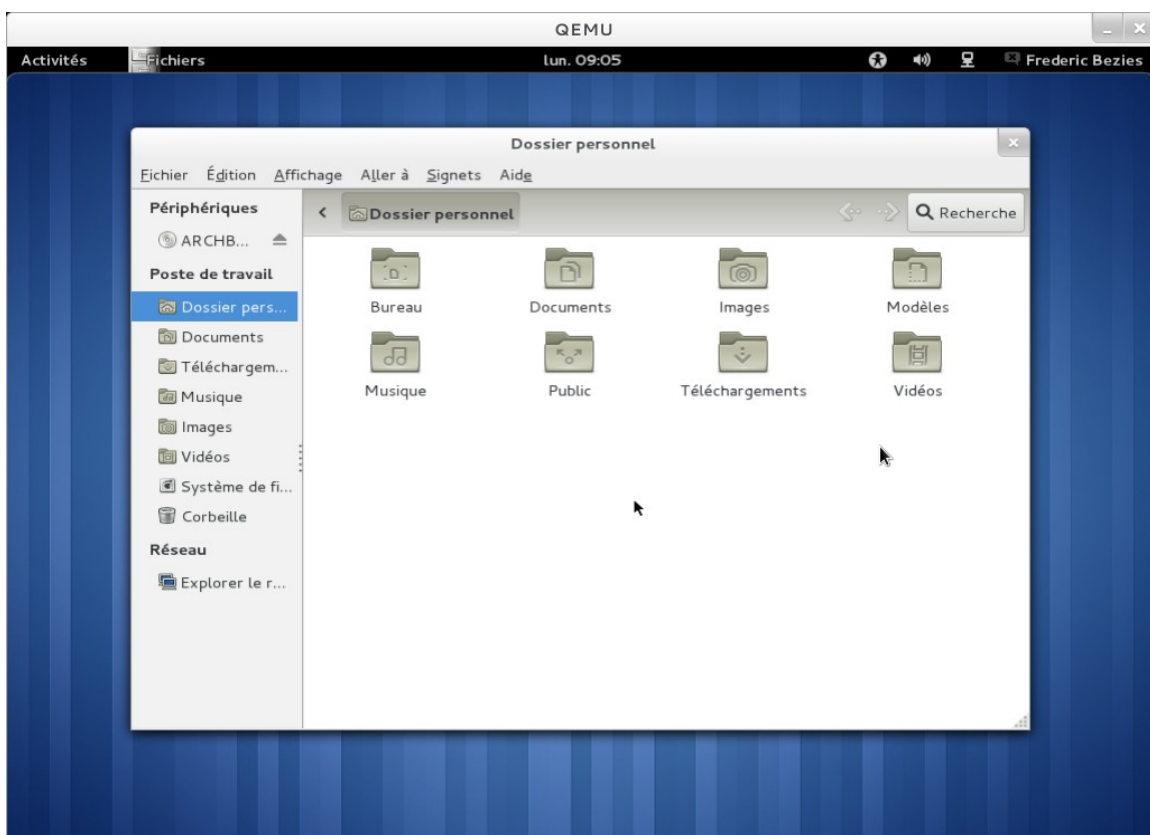 QEMU
Activités Fichiers lun. 09:05 Frederic Bezies
Dossier personnel
Fichier Édition Affichage Aller à Signets Aide
Périphériques
ARCHB...
Poste de travail
Dossier pers...
Documents
Téléchargem...
Musique
Images
Vidéos
Système de fi...
Corbeille
Réseau
Explorer le r...
Dossier personnel Recherche
Bureau Documents Images Modèles
Musique Public Téléchargements Vidéos